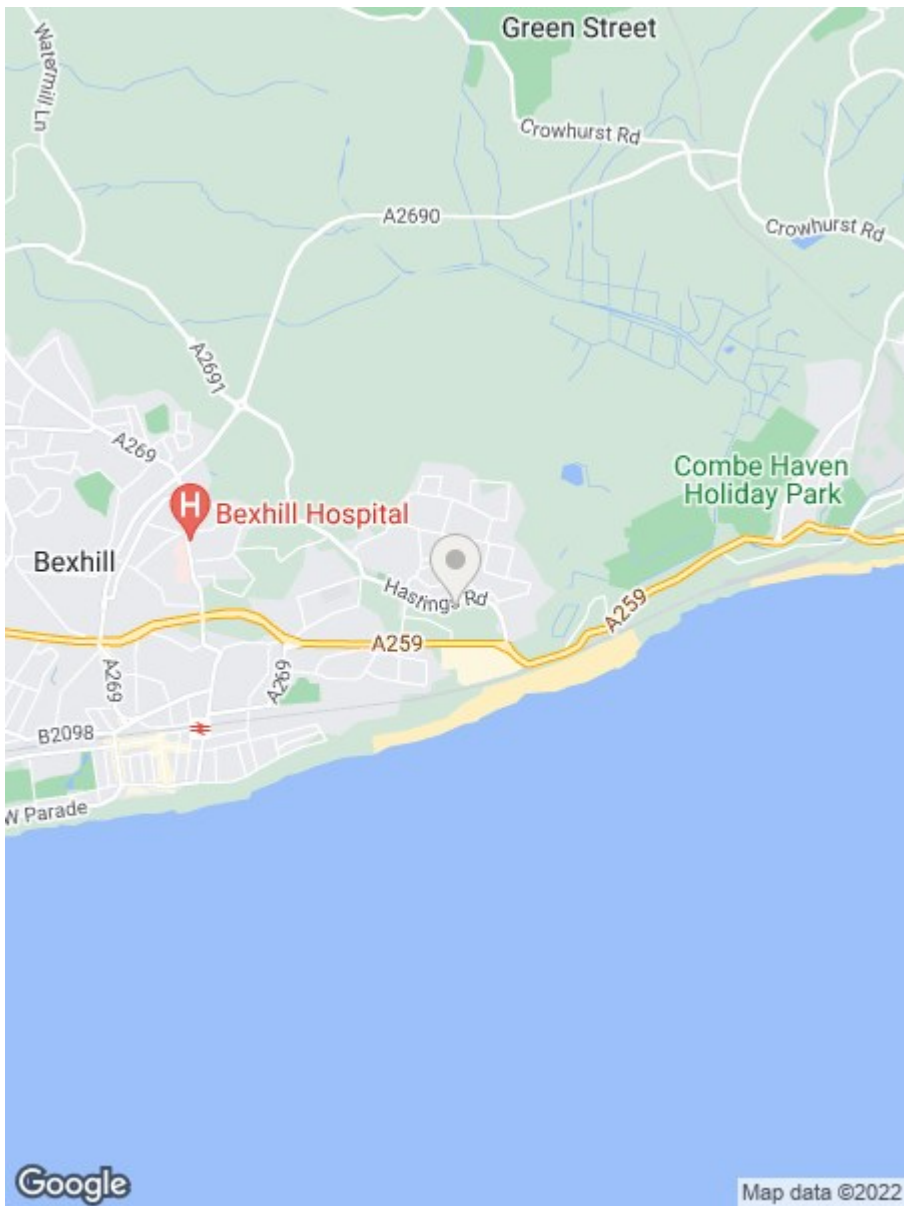 Green Street
Watermill Ln
Crowhurst Rd
A2690
Crowhurst Rd
A2691
A269
Combe Haven
Holiday Park
H
Bexhill Hospital
Bexhill
Hastings Rd
A259
A259
A269
A269
B2098
W Parade
Google
Map data ©2022